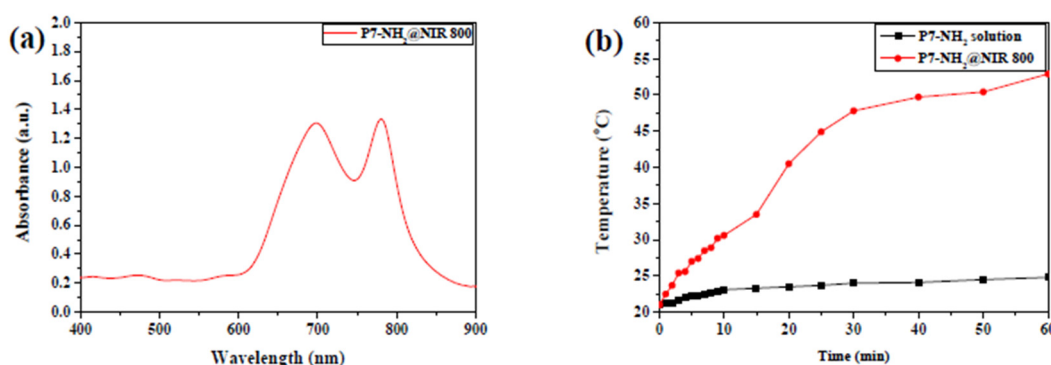 (a)
P7-NH₂@NIR 800
Absorbance (a.u.)
2.0
1.8
1.6
1.4
1.2
1.0
0.8
0.6
0.4
0.2
0.0
400 500 600 700 800 900
Wavelength (nm)
(b)
P7-NH₂ solution
P7-NH₂@NIR 800
Temperature (°C)
60
55
50
45
40
35
30
25
20
0 10 20 30 40 50 60
Time (min)